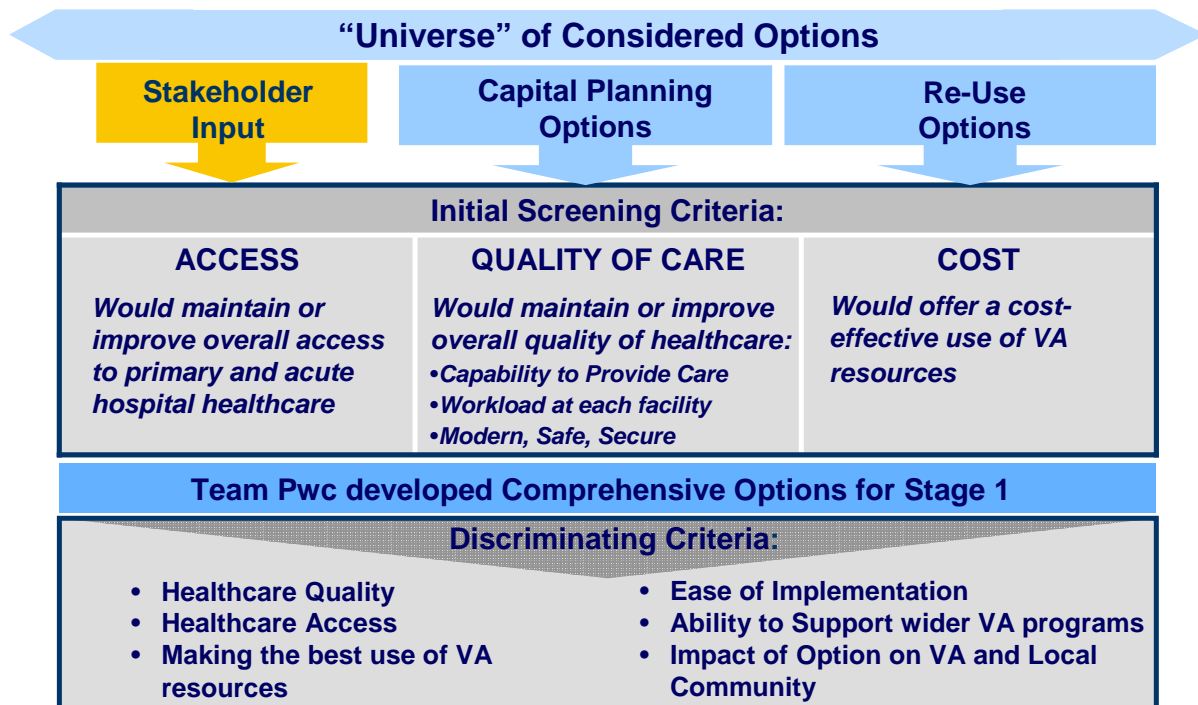 “Universe” of Considered Options
Stakeholder
Input
Capital Planning
Options
Re-Use
Options
Initial Screening Criteria:
ACCESS
Would maintain or
improve overall access
to primary and acute
hospital healthcare
QUALITY OF CARE
Would maintain or improve
overall quality of healthcare:
•Capability to Provide Care
•Workload at each facility
•Modern, Safe, Secure
COST
Would offer a cost-
effective use of VA
resources
Team Pwc developed Comprehensive Options for Stage 1
Discriminating Criteria:
• Healthcare Quality
• Healthcare Access
• Making the best use of VA
resources
• Ease of Implementation
• Ability to Support wider VA programs
• Impact of Option on VA and Local
Community